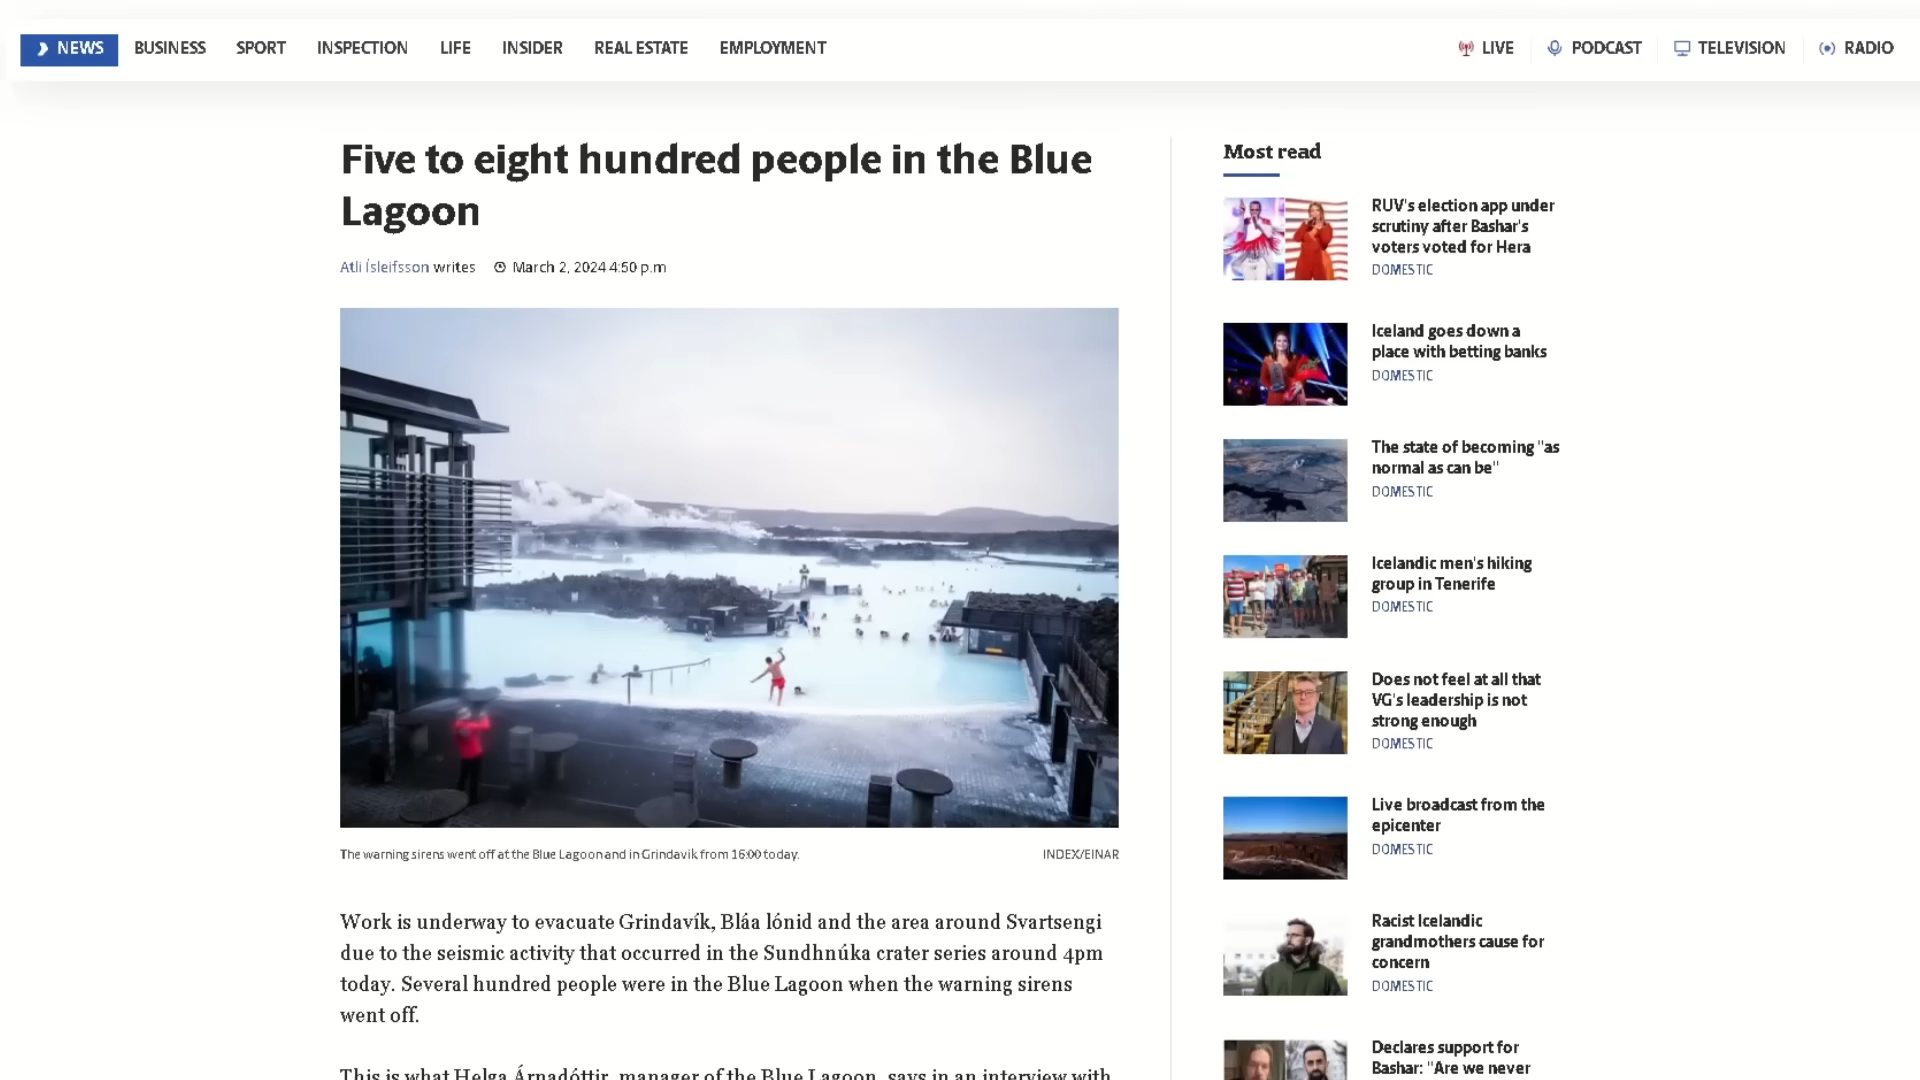 NEWS BUSINESS SPORT INSPECTION LIFE INSIDER REAL ESTATE EMPLOYMENT LIVE PODCAST TELEVISION RADIO
Five to eight hundred people in the Blue
Lagoon
Atli Ísleifsson writes March 2, 2024 4:50 p.m
The warning sirens went off at the Blue Lagoon and in Grindavik from 16:00 today. INDEX/EINAR
Work is underway to evacuate Grindavík, Bláa lónid and the area around Svartsengi
due to the seismic activity that occurred in the Sundhnúka crater series around 4pm
today. Several hundred people were in the Blue Lagoon when the warning sirens
went off.
This is what Helga Árnadóttir, manager of the Blue Lagoon, says in an interview with
Most read
RUV's election app under
scrutiny after Bashar's
voters voted for Hera
DOMESTIC
Iceland goes down a
place with betting banks
DOMESTIC
The state of becoming "as
normal as can be"
DOMESTIC
Icelandic men's hiking
group in Tenerife
DOMESTIC
Does not feel at all that
VG's leadership is not
strong enough
DOMESTIC
Live broadcast from the
epicenter
DOMESTIC
Racist Icelandic
grandmothers cause for
concern
DOMESTIC
Declares support for
Bashar: "Are we never